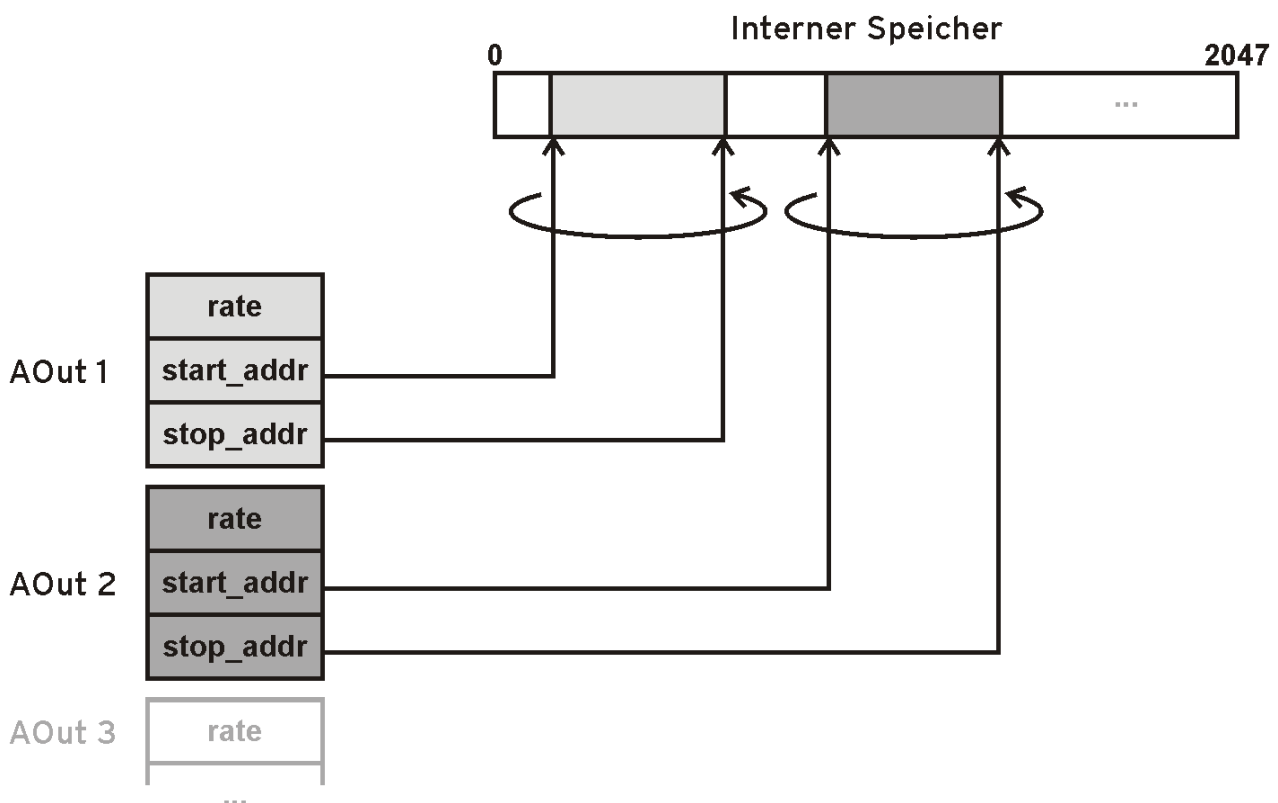 Interner Speicher
0 2047
...
rate
AOut 1 start_addr
stop_addr
rate
AOut 2 start_addr
stop_addr
AOut 3 rate
...